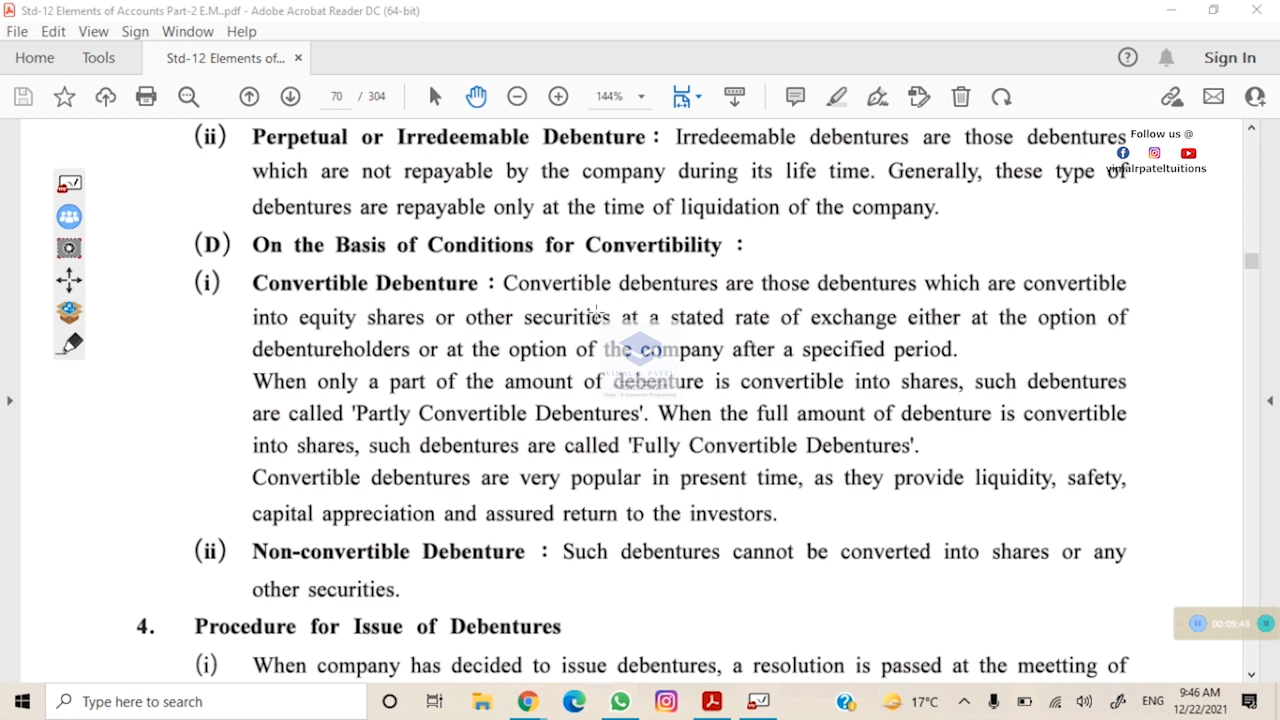 Std-12 Elements of Accounts Part-2 E.M..pdf - Adobe Acrobat Reader DC (64-bit)
File Edit View Sign Window Help
Home Tools Std-12 Elements of... × Sign In
70 / 304 144%
(ii) Perpetual or Irredeemable Debenture : Irredeemable debentures are those debentures
Follow us @
which are not repayable by the company during its life time. Generally, these type of
vimalrpateltuitions
debentures are repayable only at the time of liquidation of the company.
(D) On the Basis of Conditions for Convertibility :
(i) Convertible Debenture : Convertible debentures are those debentures which are convertible
into equity shares or other securities at a stated rate of exchange either at the option of
debentureholders or at the option of the company after a specified period.
When only a part of the amount of debenture is convertible into shares, such debentures
are called 'Partly Convertible Debentures'. When the full amount of debenture is convertible
into shares, such debentures are called 'Fully Convertible Debentures'.
Convertible debentures are very popular in present time, as they provide liquidity, safety,
capital appreciation and assured return to the investors.
(ii) Non-convertible Debenture : Such debentures cannot be converted into shares or any
other securities.
4. Procedure for Issue of Debentures
00:09:48
(i) When company has decided to issue debentures, a resolution is passed at the meetting of
Type here to search 17°C ENG 9:46 AM
12/22/2021